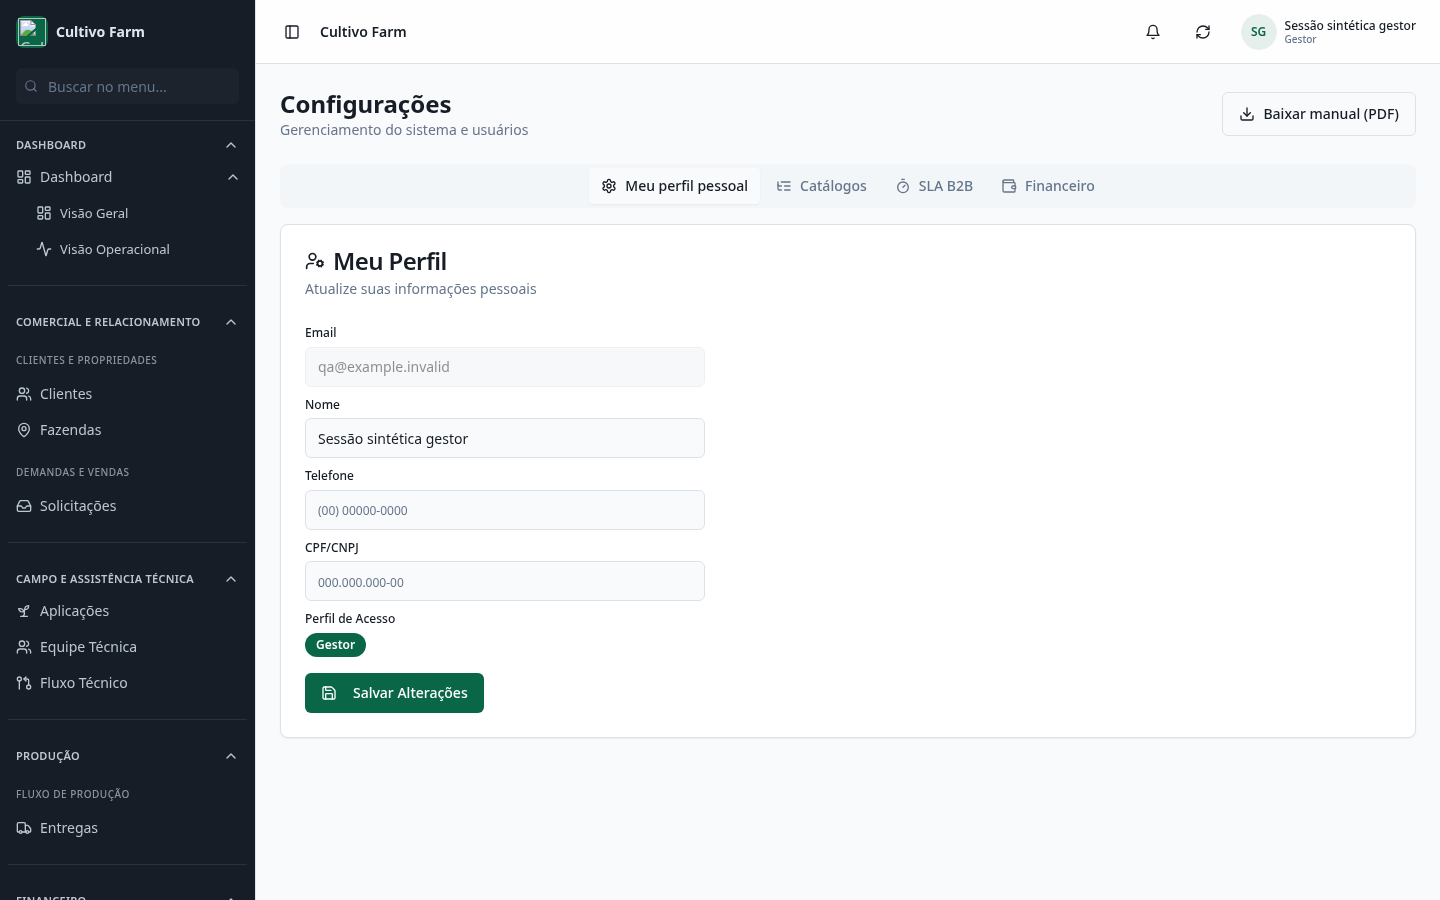 Cultivo Farm
Buscar no menu...
DASHBOARD
Dashboard
Visão Geral
Visão Operacional
COMERCIAL E RELACIONAMENTO
CLIENTES E PROPRIEDADES
Clientes
Fazendas
DEMANDAS E VENDAS
Solicitações
CAMPO E ASSISTÊNCIA TÉCNICA
Aplicações
Equipe Técnica
Fluxo Técnico
PRODUÇÃO
FLUXO DE PRODUÇÃO
Entregas
FINANCEIRO
Cultivo Farm
SG
Sessão sintética gestor
Gestor
Configurações
Gerenciamento do sistema e usuários
Baixar manual (PDF)
Meu perfil pessoal
Catálogos
SLA B2B
Financeiro
Meu Perfil
Atualize suas informações pessoais
Email
qa@example.invalid
Nome
Sessão sintética gestor
Telefone
(00) 00000-0000
CPF/CNPJ
000.000.000-00
Perfil de Acesso
Gestor
Salvar Alterações